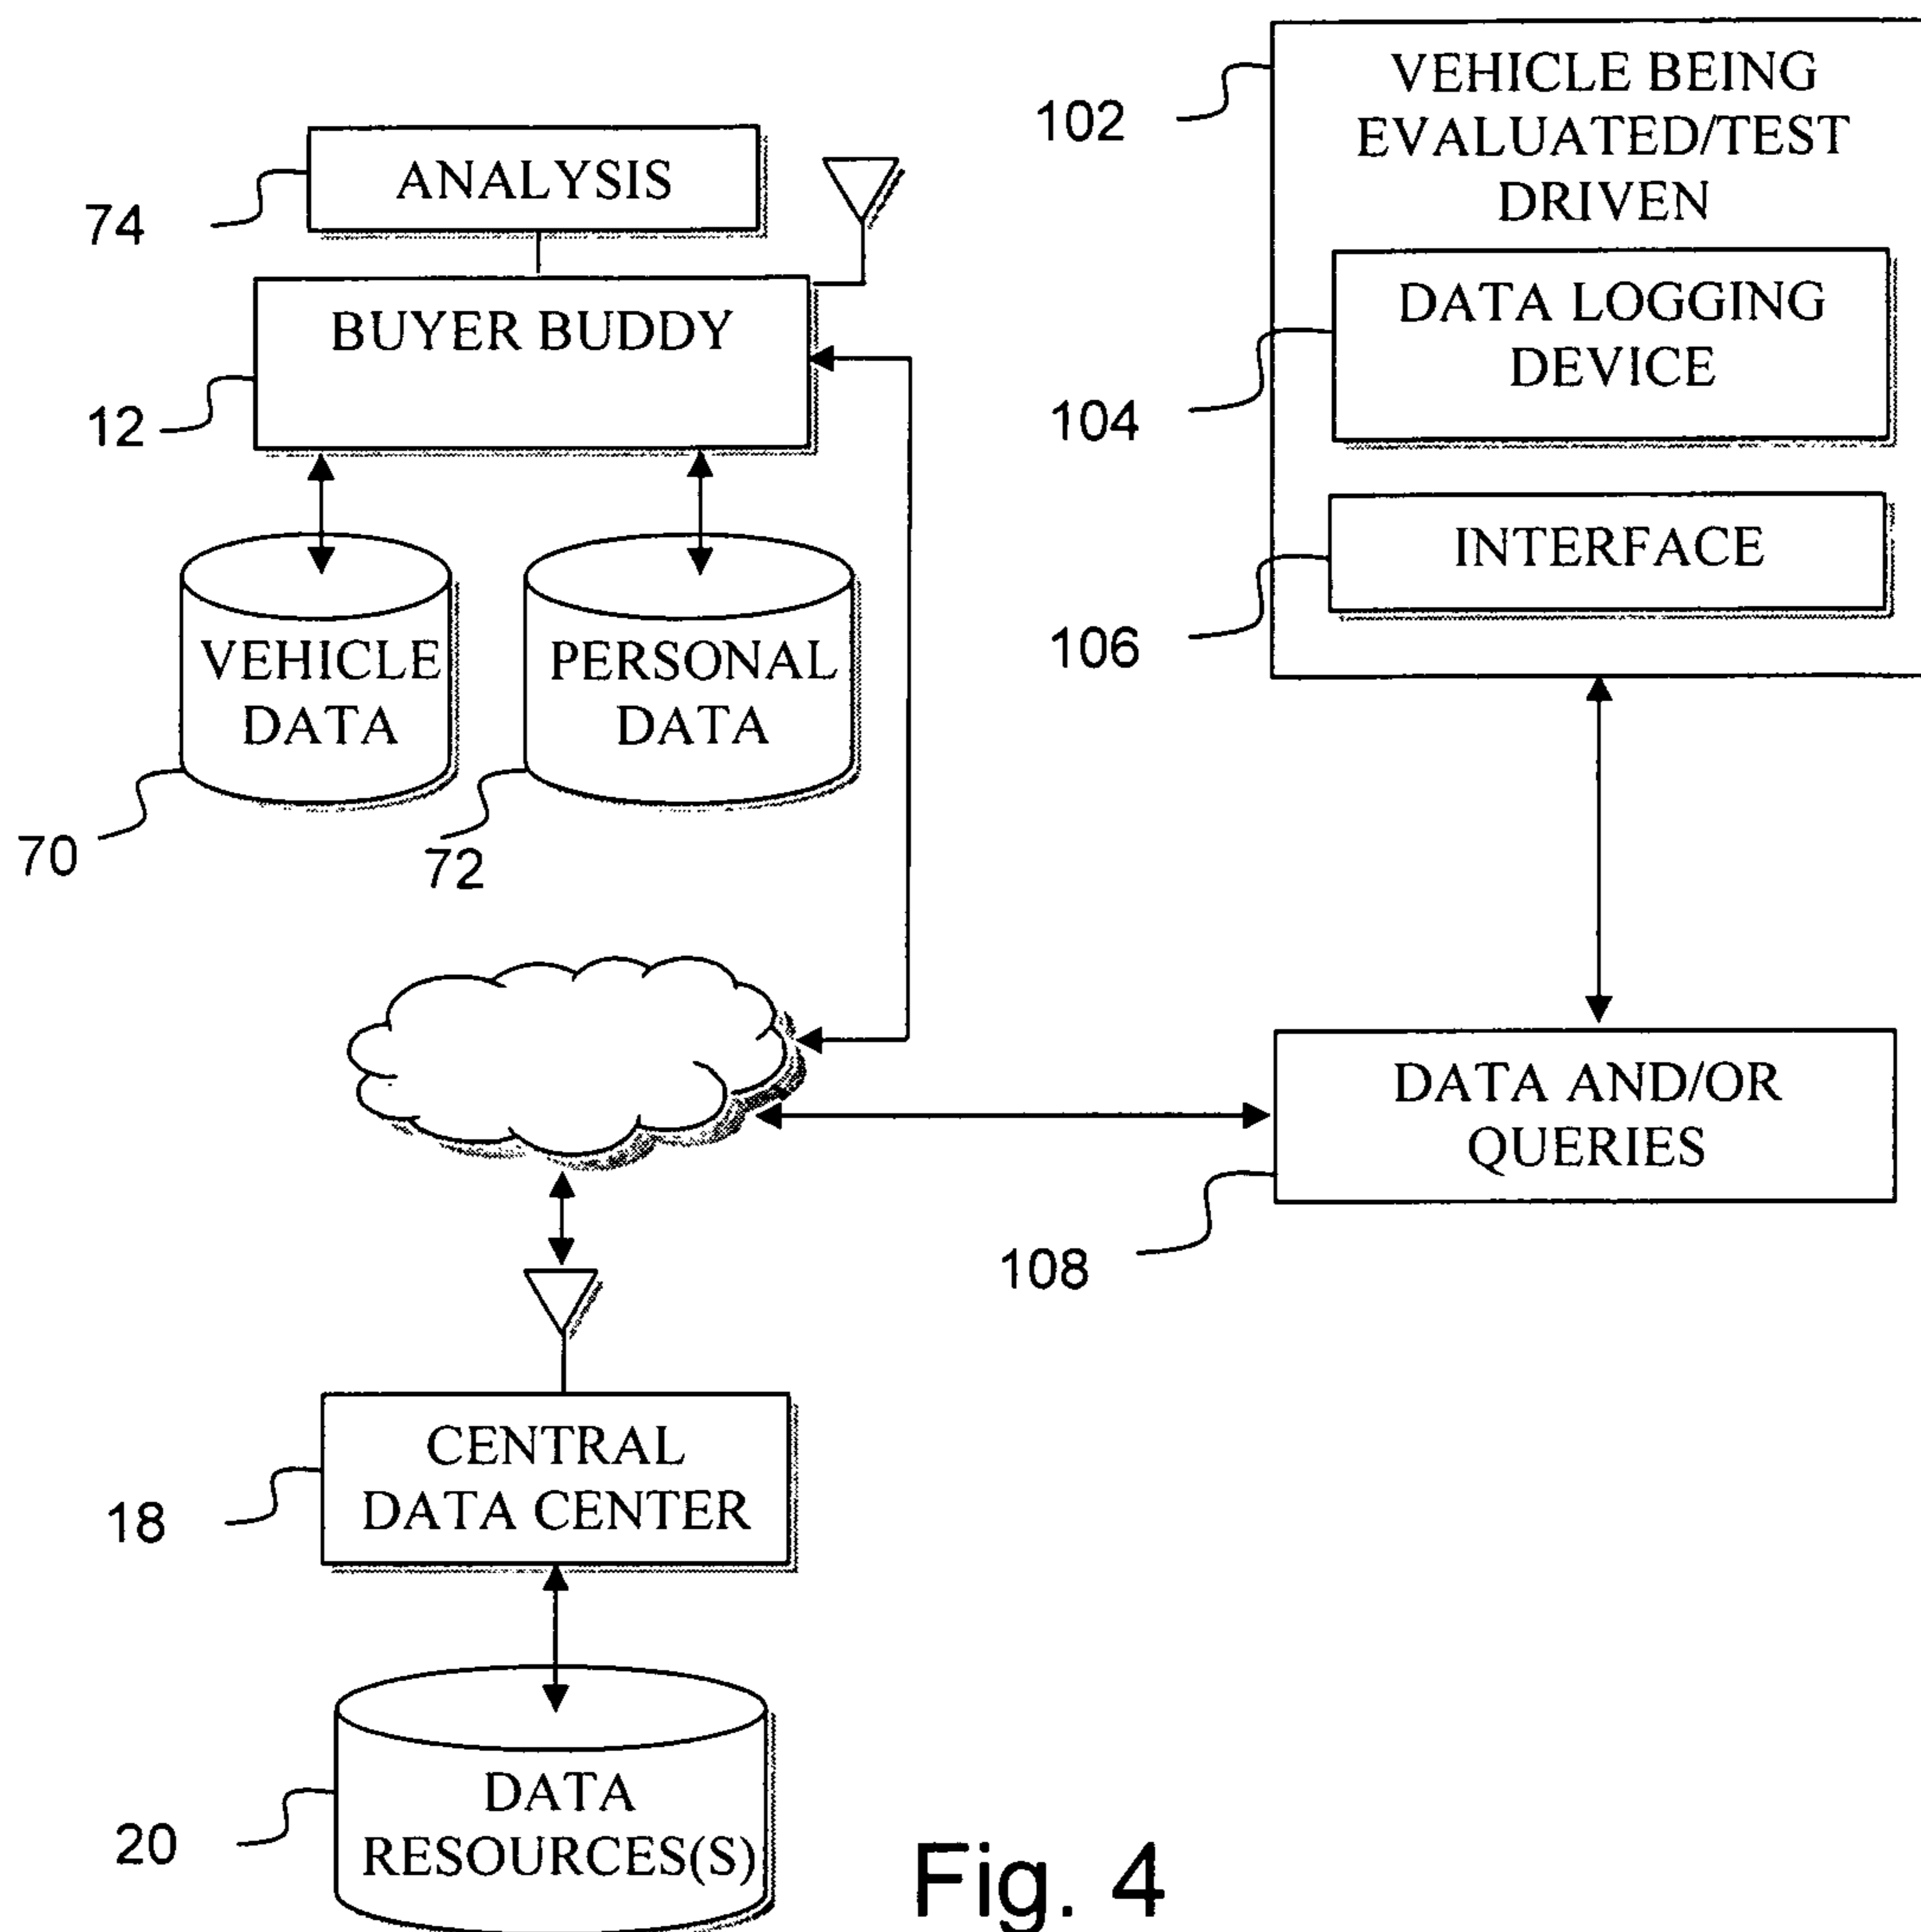 VEHICLE BEING
EVALUATED/TEST
DRIVEN
102
ANALYSIS
74
DATA LOGGING
DEVICE
104
BUYER BUDDY
12
INTERFACE
106
VEHICLE
DATA
70
PERSONAL
DATA
72
DATA AND/OR
QUERIES
108
CENTRAL
DATA CENTER
18
DATA
RESOURCES(S)
20
Fig. 4